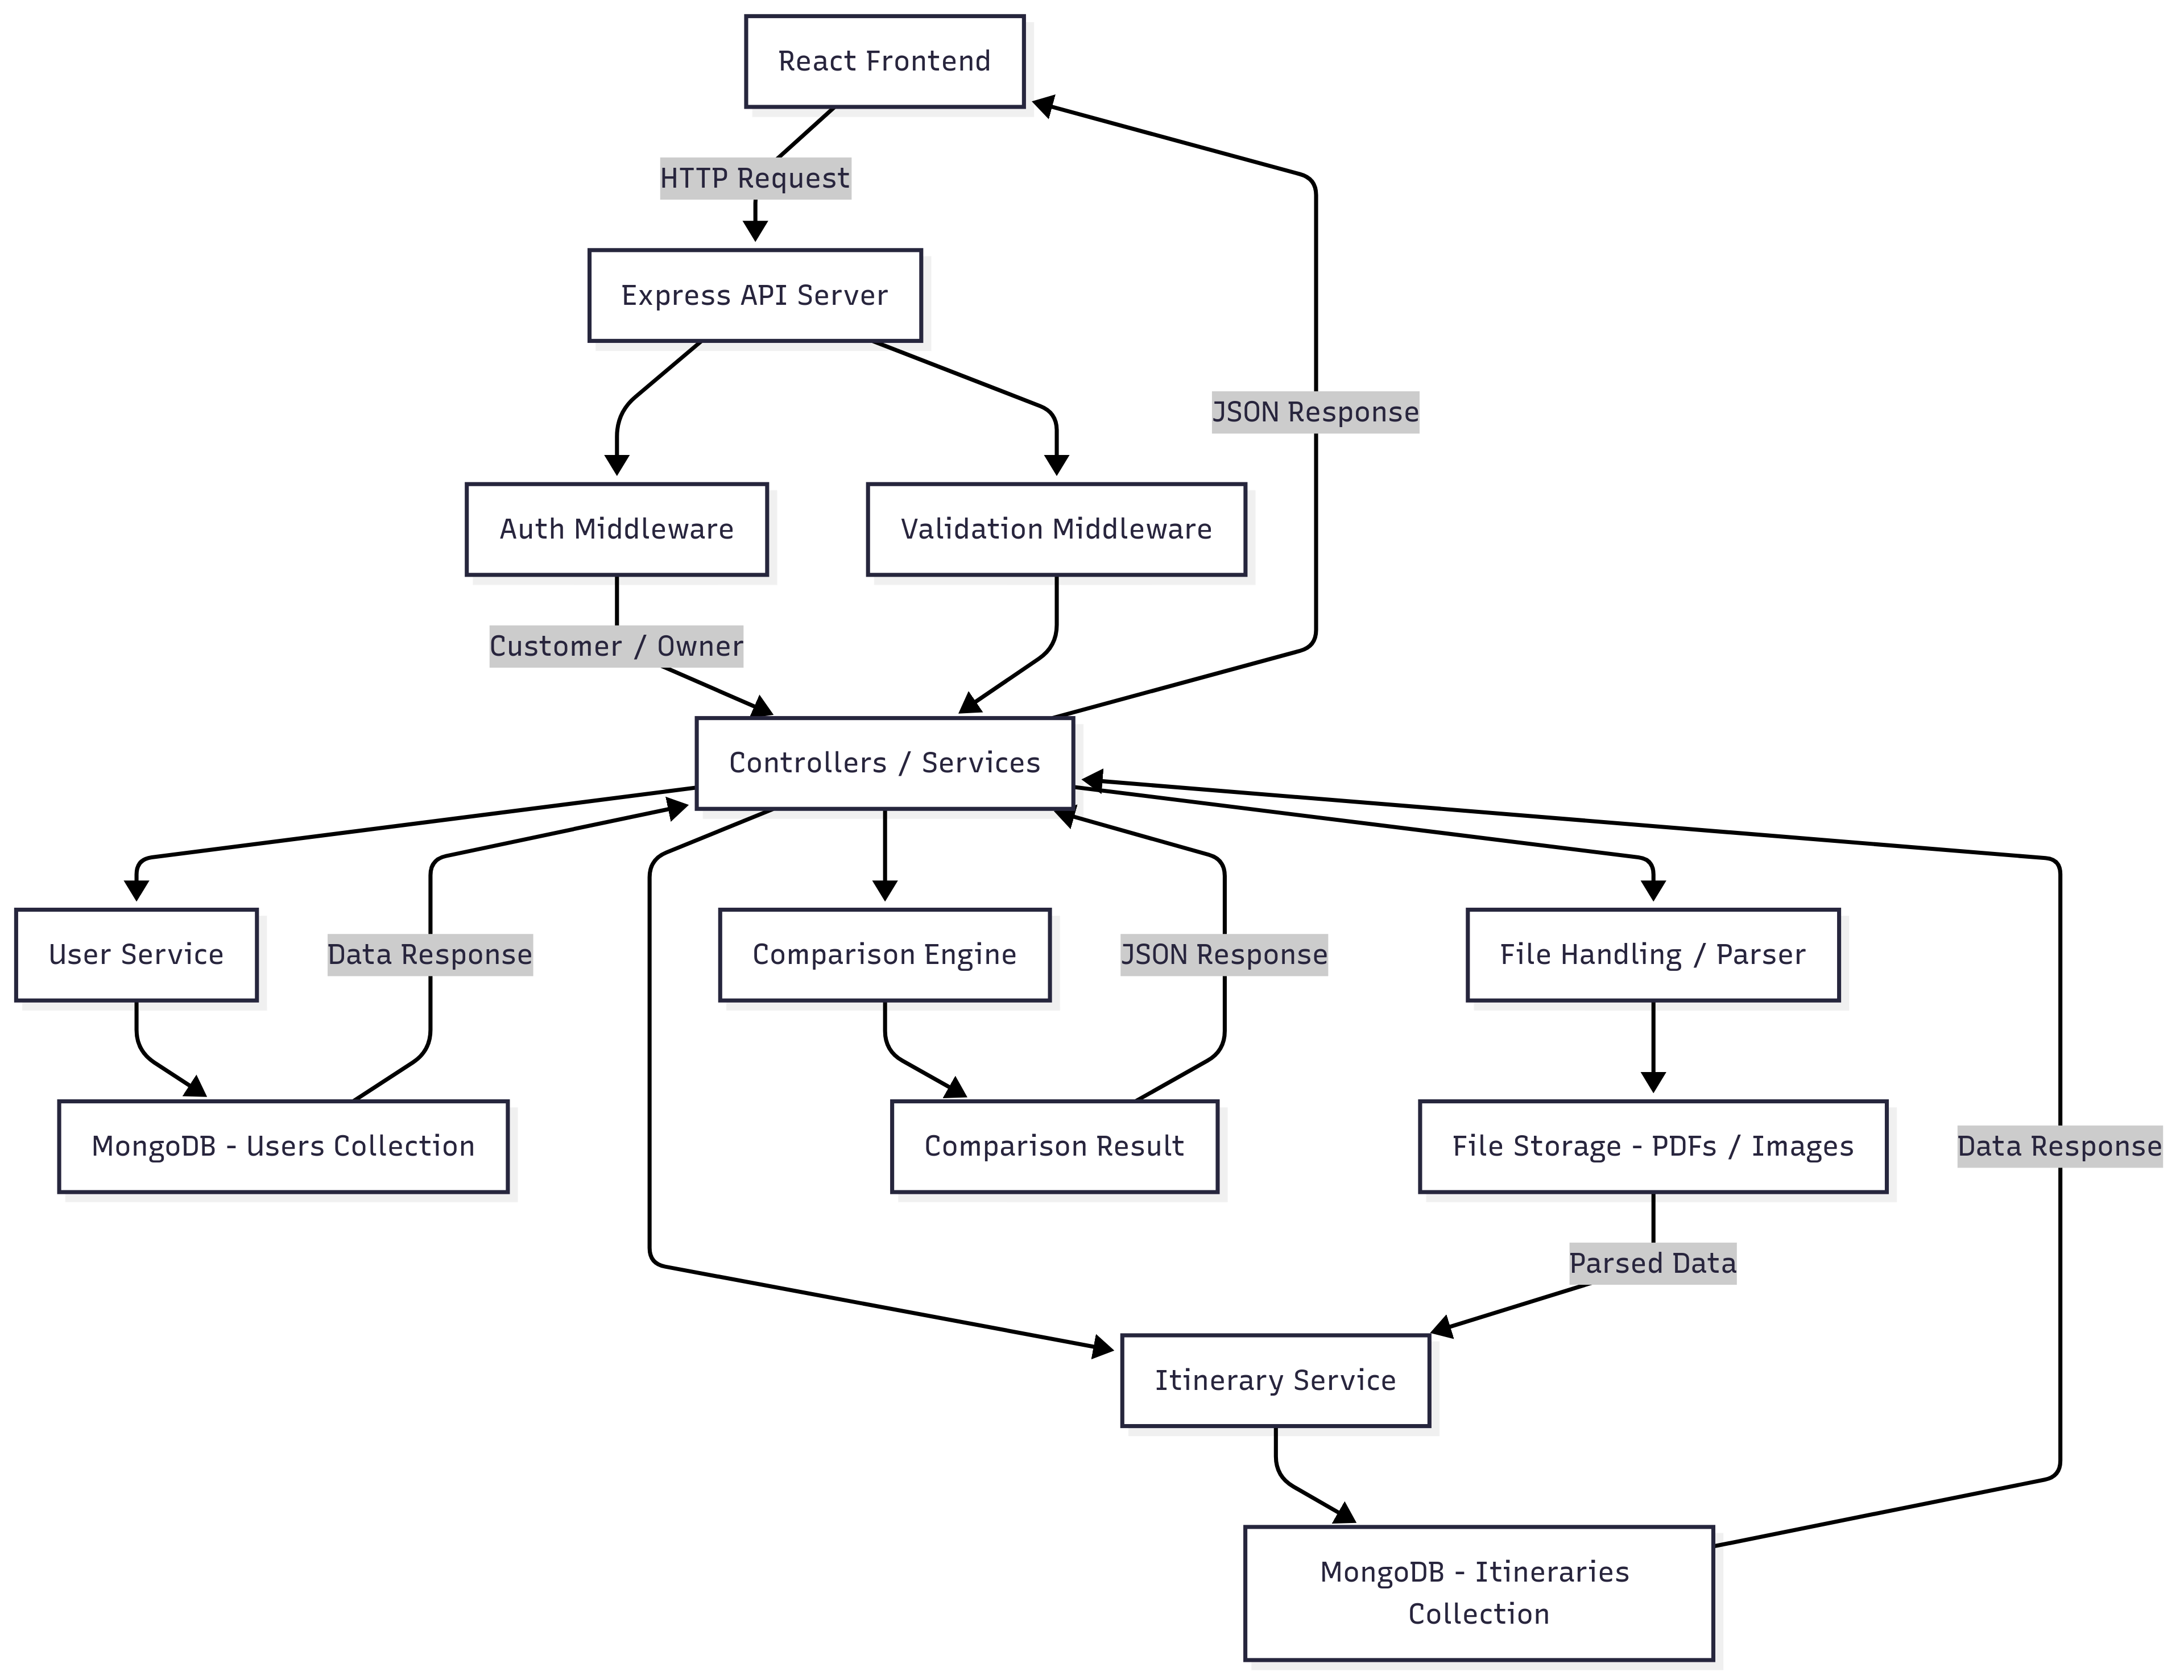 React Frontend
HTTP Request
Express API Server
JSON Response
Auth Middleware
Validation Middleware
Customer / Owner
Controllers / Services
User Service
Data Response
Comparison Engine
JSON Response
File Handling / Parser
MongoDB - Users Collection
Comparison Result
File Storage - PDFs / Images
Data Response
Parsed Data
Itinerary Service
MongoDB - Itineraries
Collection